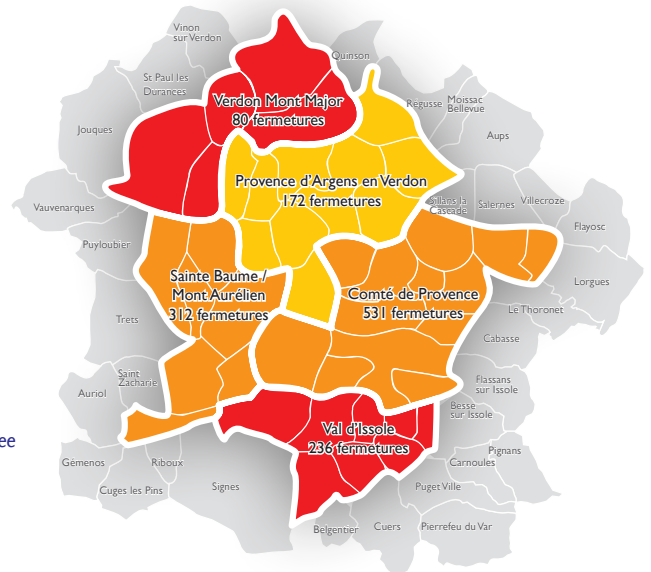 Vinon
sur Verdon
Quinson
St Paul les
Durances
Verdon Mont Major
80 fermetures
Régusse
Moissac
Bellevue
Jouques
Aups
Provence d'Argens en Verdon
172 fermetures
Sillans la
Cascade
Salernes
Villecroze
Vauvenarques
Flayosc
Puyloubier
Sainte Baume /
Mont Aurélien
312 fermetures
Comté de Provence
531 fermetures
Lorgues
Le Thoronet
Trets
Cabasse
Saint
Zacharie
Auriol
Flassans
sur Issole
Besse
sur Issole
Val d'Issole
236 fermetures
ee
Pignans
Gémenos
Riboux
Carnoules
Cuges les Pins
Signes
Puget Ville
Belgentier
Cuers
Pierrefeu du Var